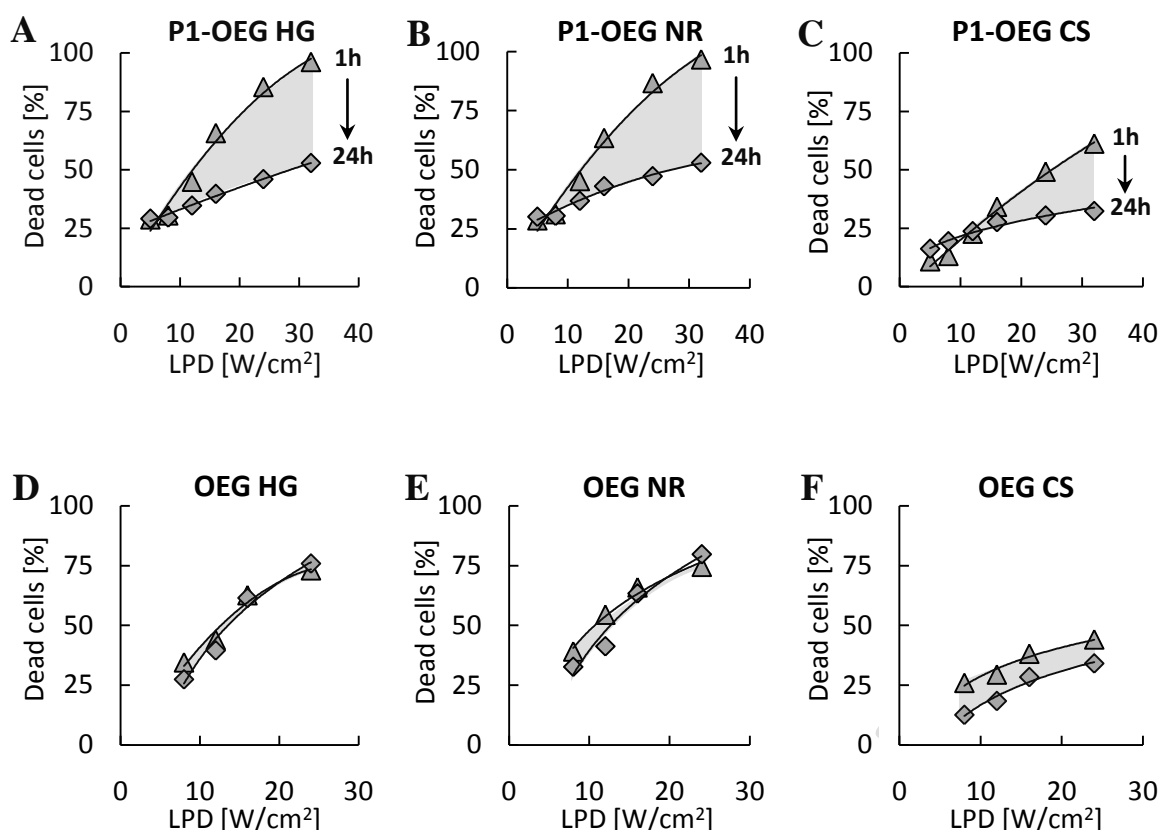 A
P1-OEG HG
Dead cells [%]
100
75
50
25
0
1h
24h
0 10 20 30 40
LPD [W/cm²]
B
P1-OEG NR
Dead cells [%]
100
75
50
25
0
1h
24h
0 10 20 30 40
LPD[W/cm²]
C
P1-OEG CS
Dead cells [%]
100
75
50
25
0
1h
24h
0 10 20 30 40
LPD [W/cm²]
D
OEG HG
Dead cells [%]
100
75
50
25
0
0 10 20 30
LPD [W/cm²]
E
OEG NR
Dead cells [%]
100
75
50
25
0
0 10 20 30
LPD [W/cm²]
F
OEG CS
Dead cells [%]
100
75
50
25
0
0 10 20 30
LPD [W/cm²]